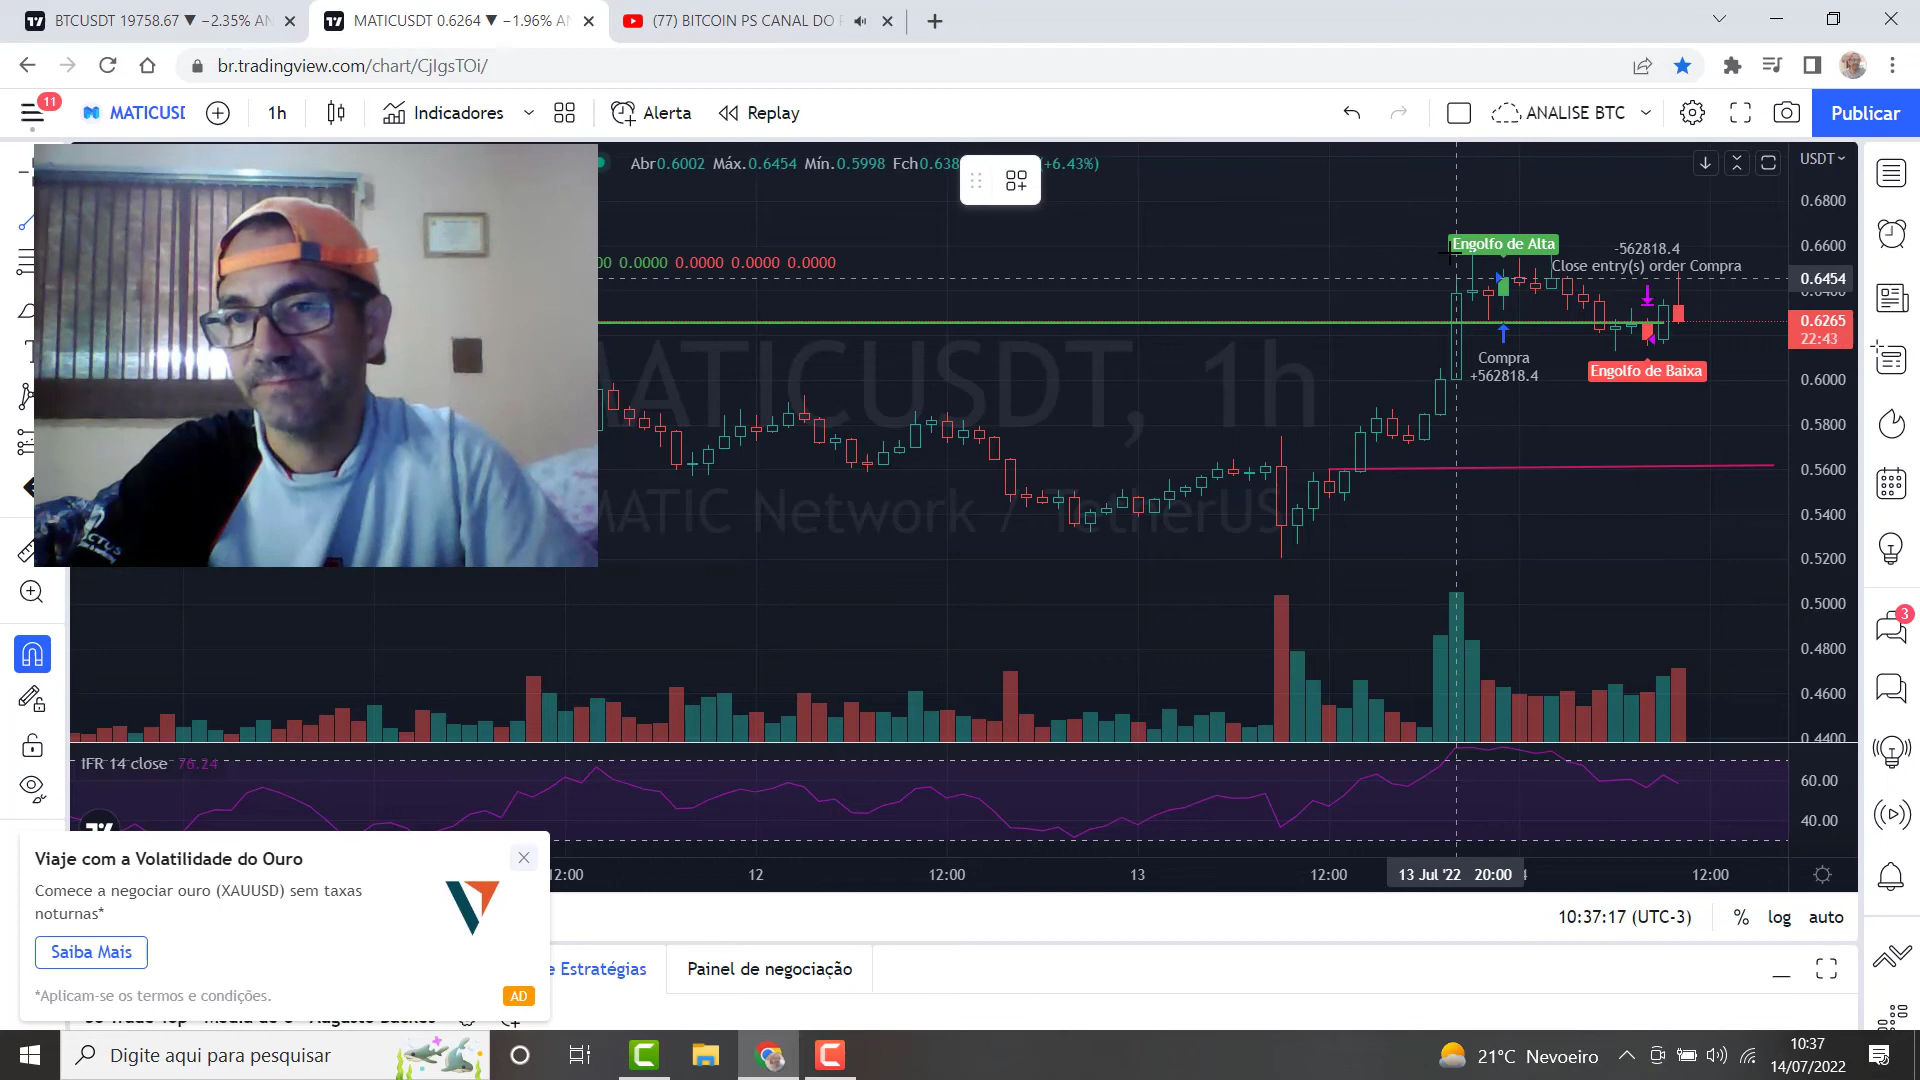 BTCUSDT 19758.67 ▼ −2.35% AN
MATICUSDT 0.6264 ▼ −1.96% AN
(77) BITCOIN PS CANAL DO
br.tradingview.com/chart/CjIgsTOi/
11
MATICUSD
1h
Indicadores
Alerta
Replay
ANALISE BTC
Publicar
Abr0.6002 Máx.0.6454 Mín.0.5998 Fch0.638
(+6.43%)
USDT
00 0.0000 0.0000 0.0000 0.0000
Engolfo de Alta
-562818.4
Close entry(s) order Compra
Compra
+562818.4
Engolfo de Baixa
MATICUSDT, 1h
MATIC Network / TetherUS
0.6800
0.6600
0.6454
0.6265
22:43
0.6000
0.5800
0.5600
0.5400
0.5200
0.5000
0.4800
0.4600
0.4400
3
IFR 14 close 76.24
60.00
40.00
12:00
12
12:00
13
12:00
13 Jul '22 20:00
12:00
10:37:17 (UTC-3)
%
log
auto
Viaje com a Volatilidade do Ouro
Comece a negociar ouro (XAUUSD) sem taxas
noturnas*
Saiba Mais
*Aplicam-se os termos e condições.
AD
e Estratégias
Painel de negociação
Digite aqui para pesquisar
21°C Nevoeiro
10:37
14/07/2022